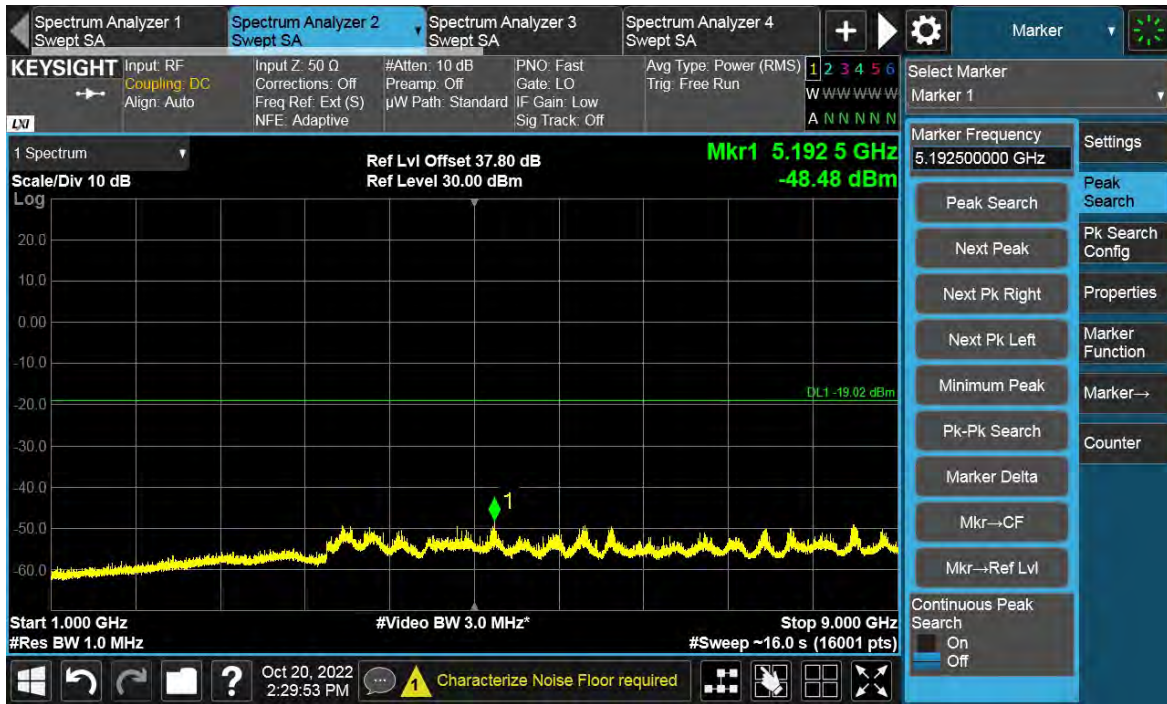 Spectrum Analyzer 1
Swept SA
Spectrum Analyzer 2
Swept SA
Spectrum Analyzer 3
Swept SA
Spectrum Analyzer 4
Swept SA
+
Marker
KEYSIGHT
LXI
Input: RF
Coupling: DC
Align: Auto
Input Z: 50 Ω
Corrections: Off
Freq Ref: Ext (S)
NFE: Adaptive
#Atten: 10 dB
Preamp: Off
µW Path: Standard
PNO: Fast
Gate: LO
IF Gain: Low
Sig Track: Off
Avg Type: Power (RMS)
Trig: Free Run
1 2 3 4 5 6
W W W W W W
A N N N N N
Select Marker
Marker 1
1 Spectrum
Scale/Div 10 dB
Log
Ref Lvl Offset 37.80 dB
Ref Level 30.00 dBm
Mkr1 5.192 5 GHz
-48.48 dBm
20.0
10.0
0.00
-10.0
-20.0
-30.0
-40.0
-50.0
-60.0
DL1 -19.02 dBm
1
Start 1.000 GHz
#Res BW 1.0 MHz
#Video BW 3.0 MHz*
Stop 9.000 GHz
#Sweep ~16.0 s (16001 pts)
Marker Frequency
5.192500000 GHz
Peak Search
Next Peak
Next Pk Right
Next Pk Left
Minimum Peak
Pk-Pk Search
Marker Delta
Mkr→CF
Mkr→Ref Lvl
Continuous Peak
Search
On
Off
Settings
Peak
Search
Pk Search
Config
Properties
Marker
Function
Marker→
Counter
?
Oct 20, 2022
2:29:53 PM
1
Characterize Noise Floor required